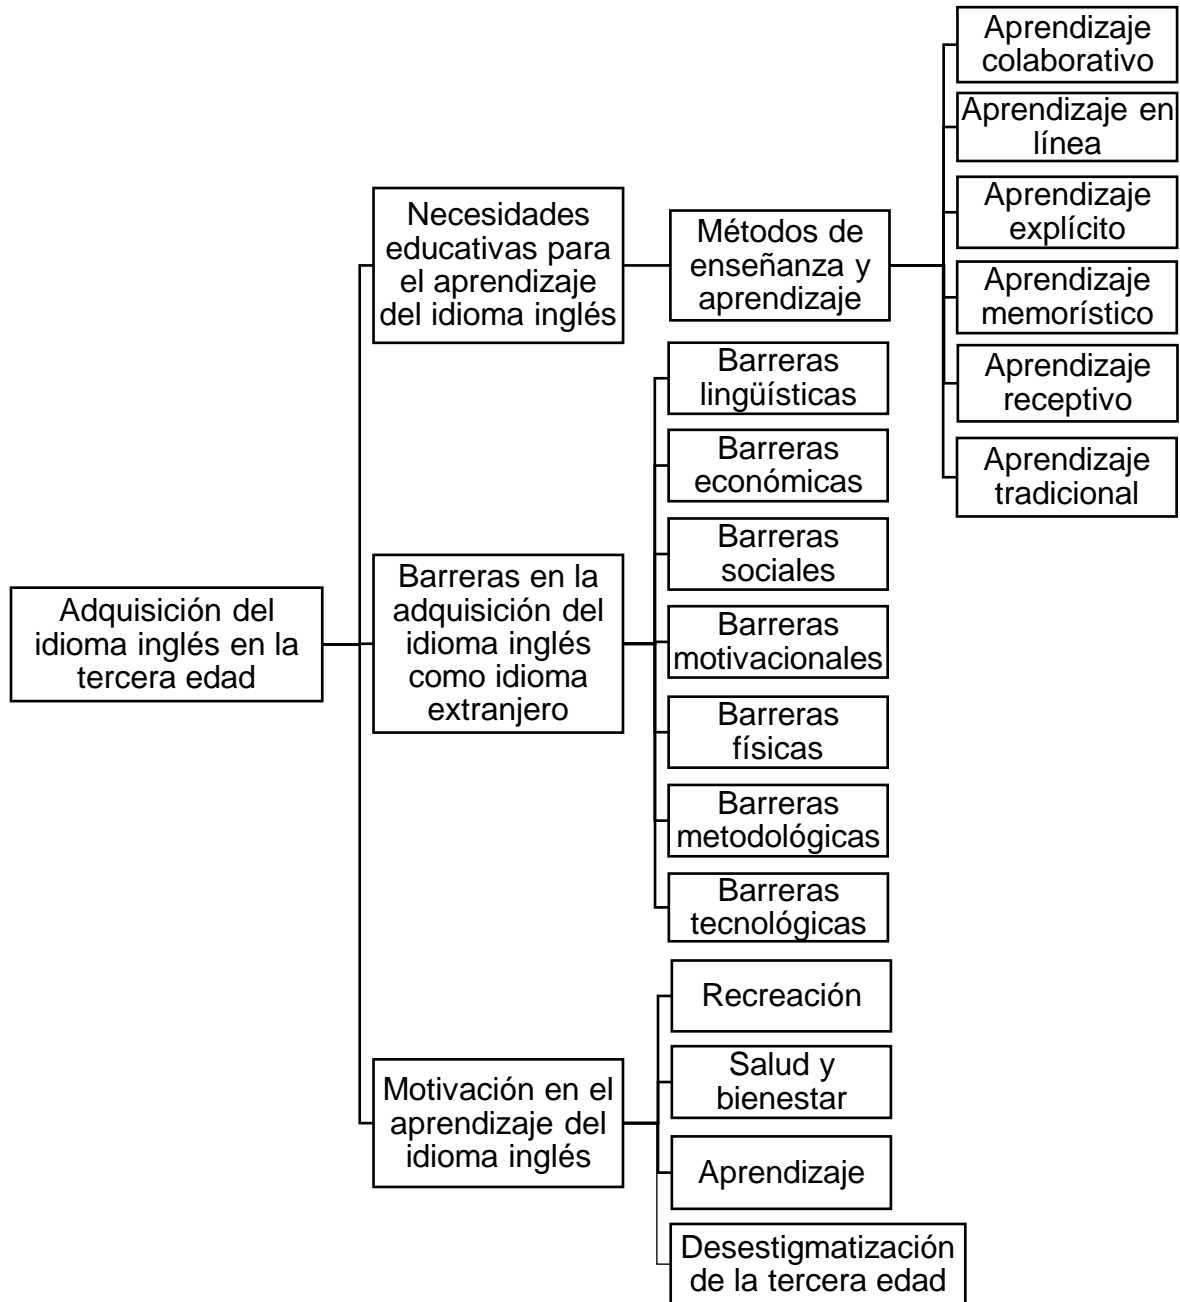 Adquisición del
idioma inglés en la
tercera edad
Necesidades
educativas para
el aprendizaje
del idioma inglés
Métodos de
enseñanza y
aprendizaje
Aprendizaje
colaborativo
Aprendizaje en
línea
Aprendizaje
explícito
Aprendizaje
memorístico
Aprendizaje
receptivo
Aprendizaje
tradicional
Barreras en la
adquisición del
idioma inglés
como idioma
extranjero
Barreras
lingüísticas
Barreras
económicas
Barreras
sociales
Barreras
motivacionales
Barreras
físicas
Barreras
metodológicas
Barreras
tecnológicas
Motivación en el
aprendizaje del
idioma inglés
Recreación
Salud y
bienestar
Aprendizaje
Desestigmatización
de la tercera edad